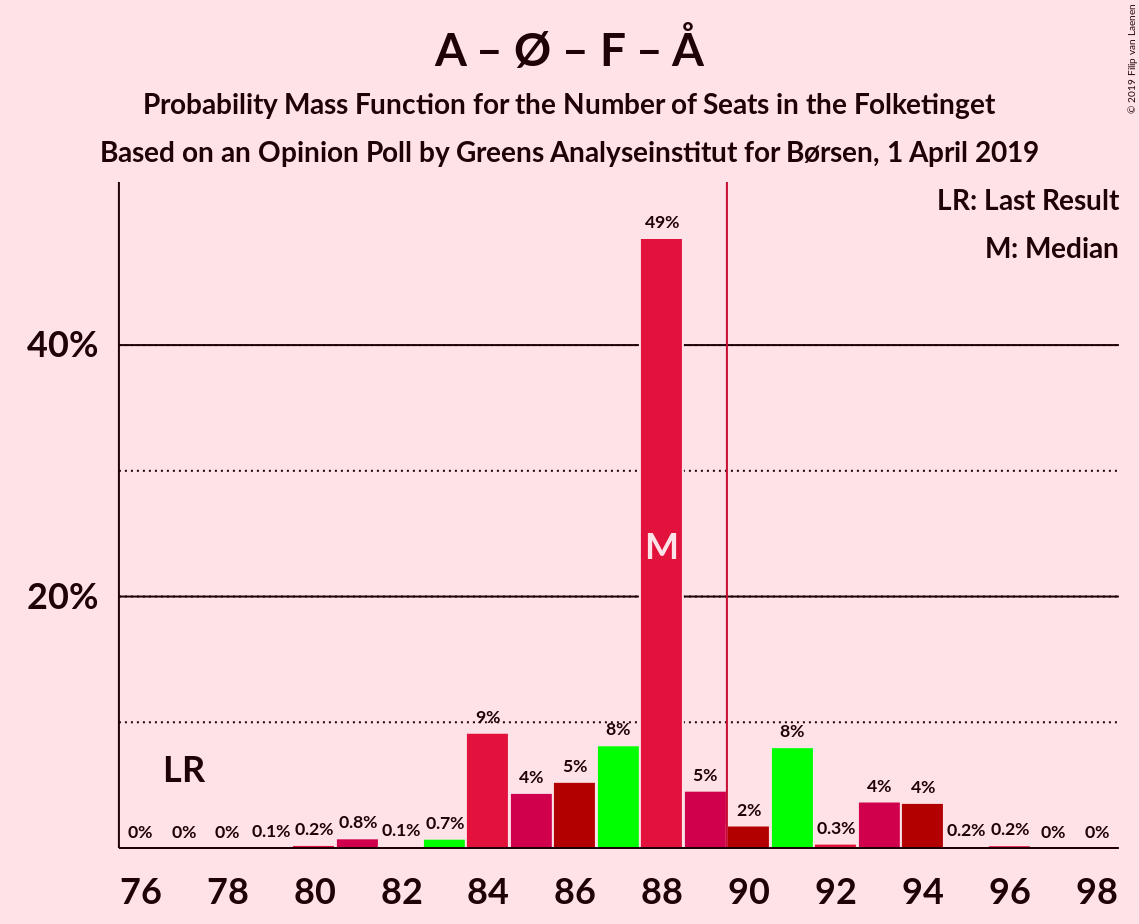 A – Ø – F – Å
Probability Mass Function for the Number of Seats in the Folketinget
Based on an Opinion Poll by Greens Analyseinstitut for Børsen, 1 April 2019
© 2019 Filip van Laenen
LR: Last Result
M: Median
49%
40%
M
20%
9%
8%
8%
LR
4%
5%
5%
4%
4%
2%
0%
0%
0%
0.1%
0.2%
0.8%
0.1%
0.7%
0.3%
0.2%
0.2%
0%
0%
76 78 80 82 84 86 88 90 92 94 96 98